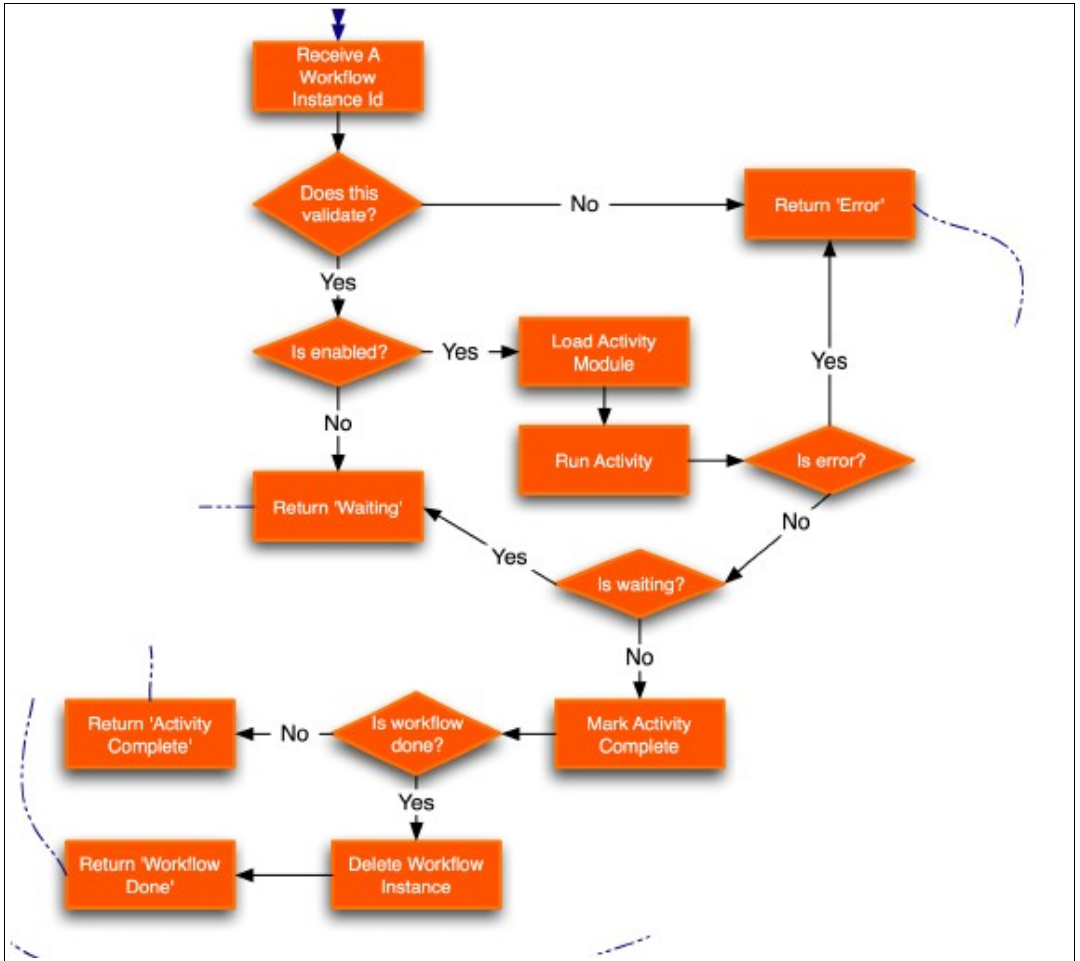 Receive A
Workflow
Instance Id
Does this
validate?
No
Return 'Error'
Yes
Is enabled?
Yes
Load Activity
Module
Yes
No
Run Activity
Is error?
Return 'Waiting'
No
Yes
Is waiting?
No
Return 'Activity
Complete'
No
Is workflow
done?
Mark Activity
Complete
Yes
Return 'Workflow
Done'
Delete Workflow
Instance